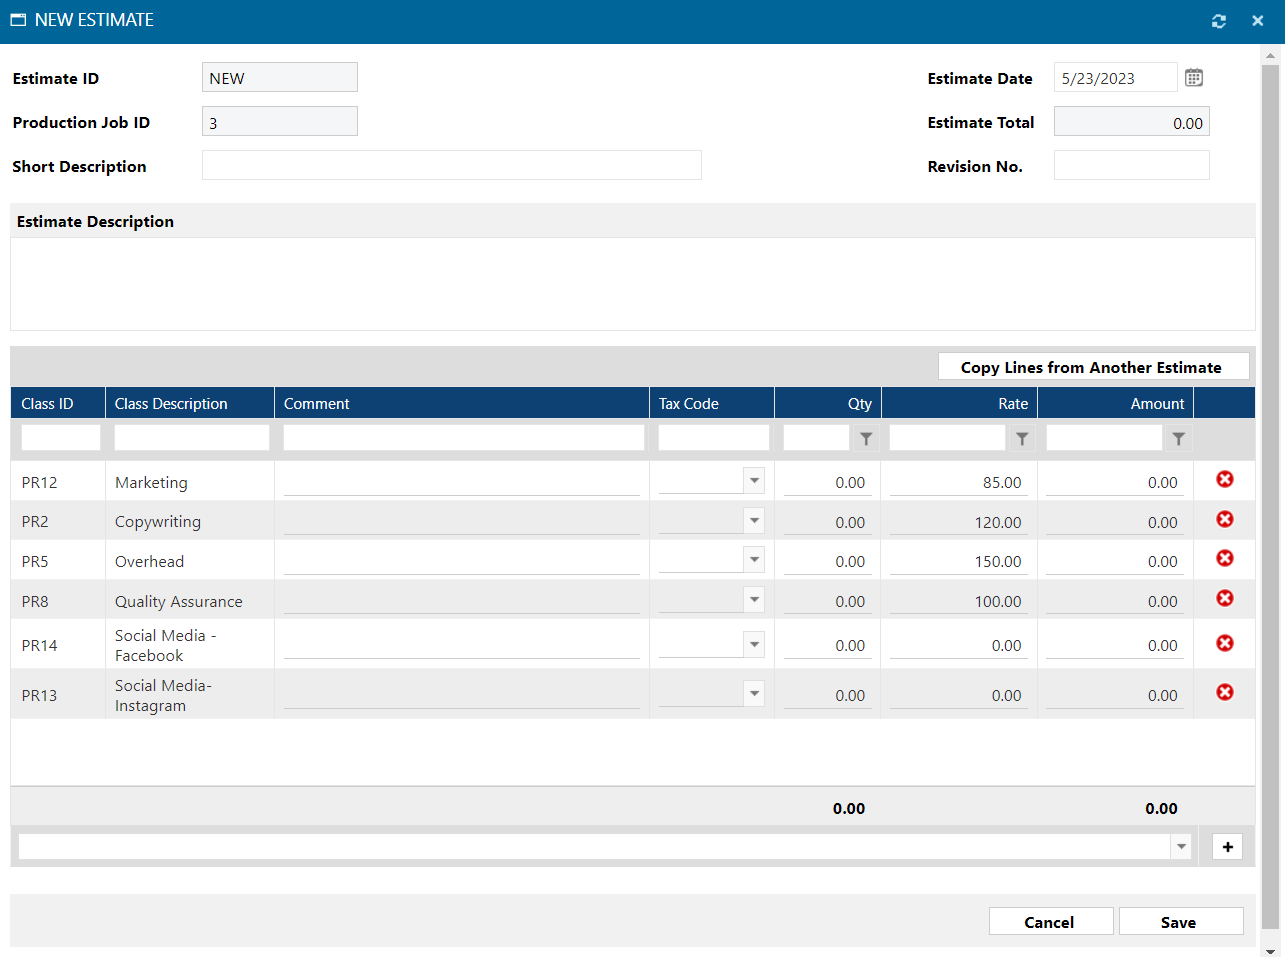 NEW ESTIMATE
Estimate ID NEW Estimate Date 5/23/2023
Production Job ID 3 Estimate Total 0.00
Short Description Revision No.
Estimate Description
Copy Lines from Another Estimate
Class ID Class Description Comment Tax Code Qty Rate Amount
PR12 Marketing 0.00 85.00 0.00
PR2 Copywriting 0.00 120.00 0.00
PR5 Overhead 0.00 150.00 0.00
PR8 Quality Assurance 0.00 100.00 0.00
PR14 Social Media - 0.00 0.00 0.00
Facebook
PR13 Social Media- 0.00 0.00 0.00
Instagram
0.00 0.00
Cancel Save